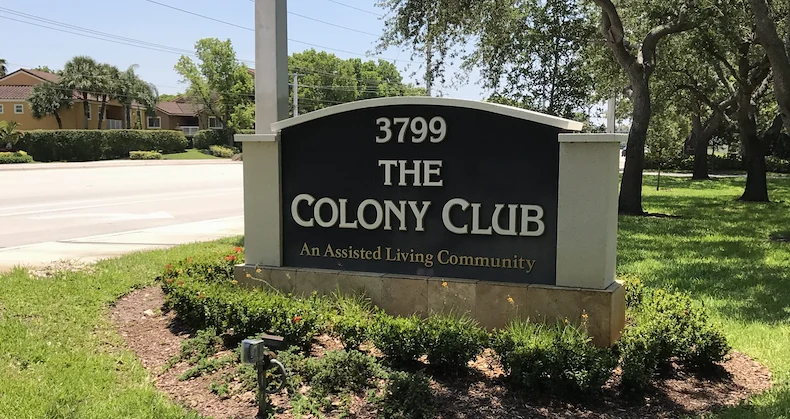 3799
THE
COLONY CLUB
An Assisted Living Community